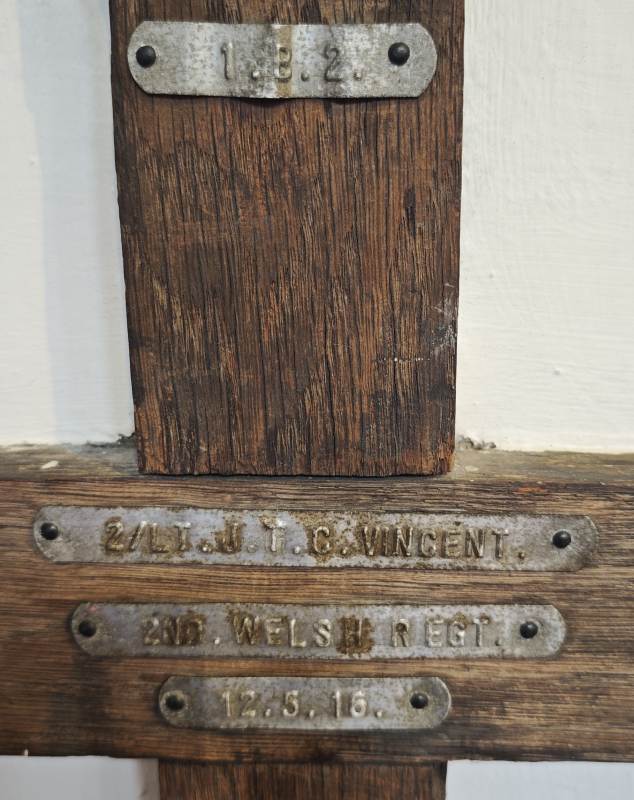 1.B.2.
2/LT.J.T.C.VINCENT.
2ND.WELSH REGT.
12.5.16.